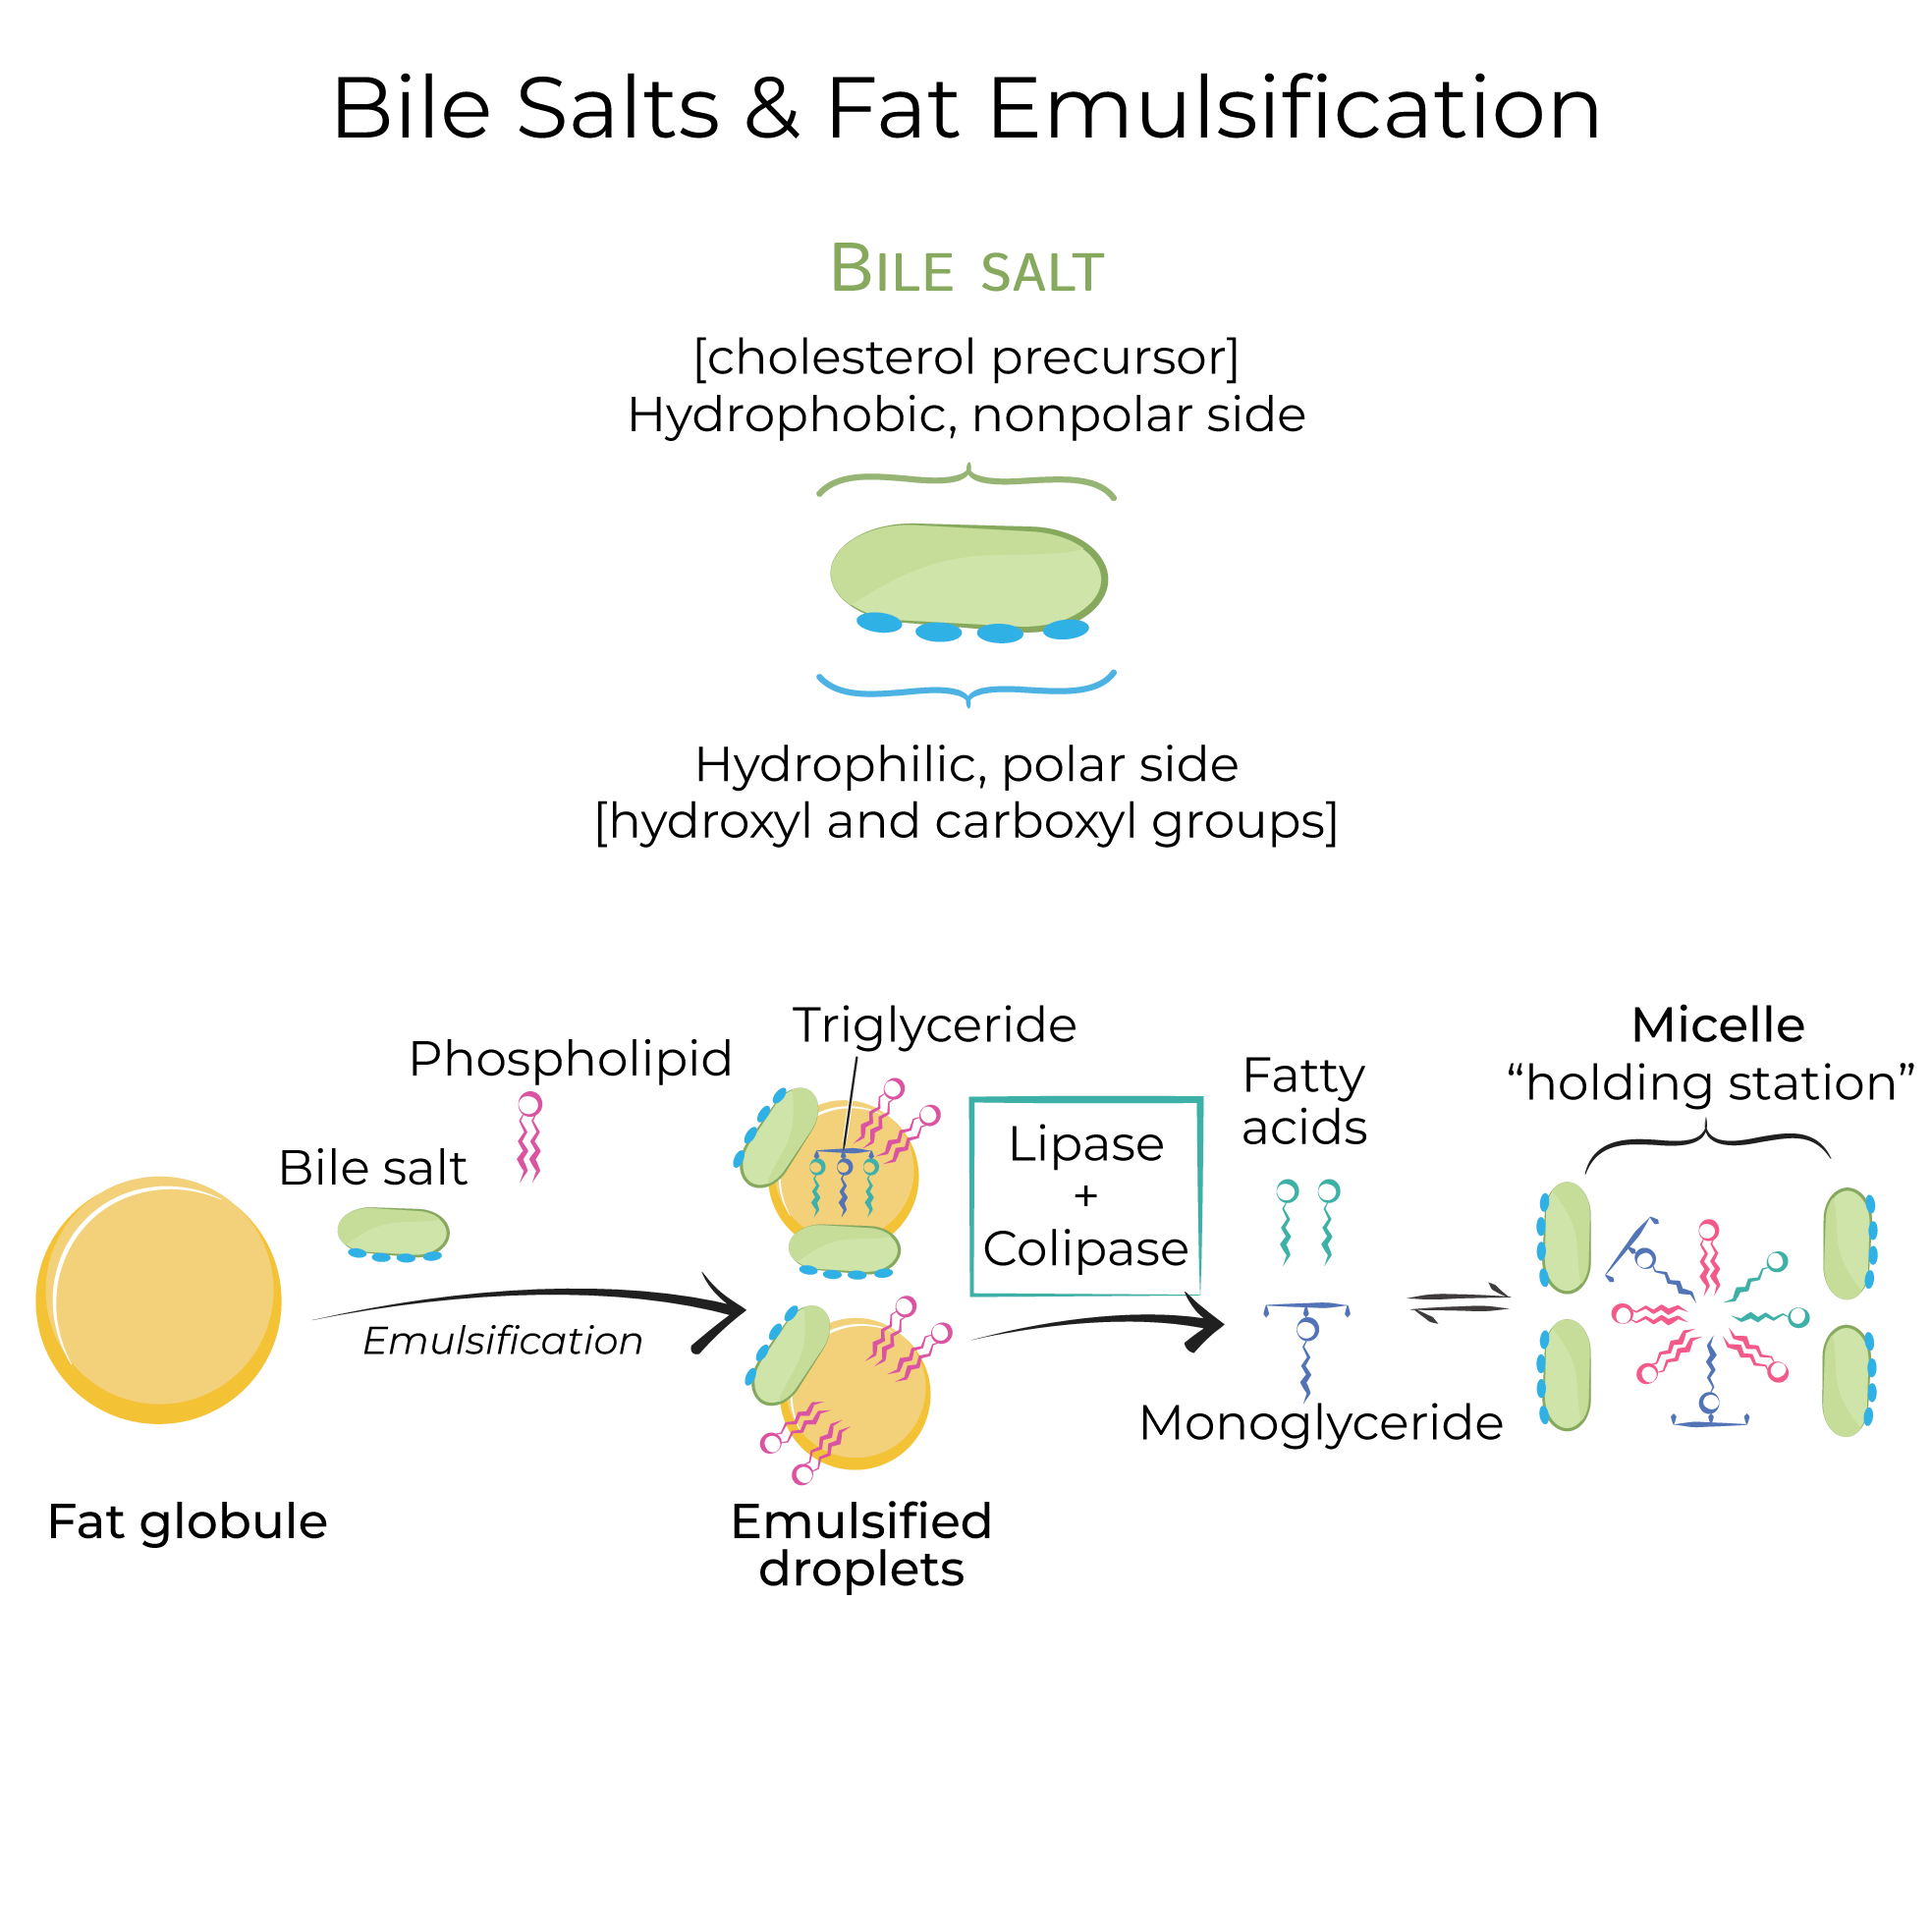 Bile Salts & Fat Emulsification
Bile salt
[cholesterol precursor]
Hydrophobic, nonpolar side
Hydrophilic, polar side
[hydroxyl and carboxyl groups]
Phospholipid
Bile salt
Emulsification
Fat globule
Triglyceride
Emulsified
droplets
Lipase
+
Colipase
Fatty
acids
Monoglyceride
Micelle
“holding station”